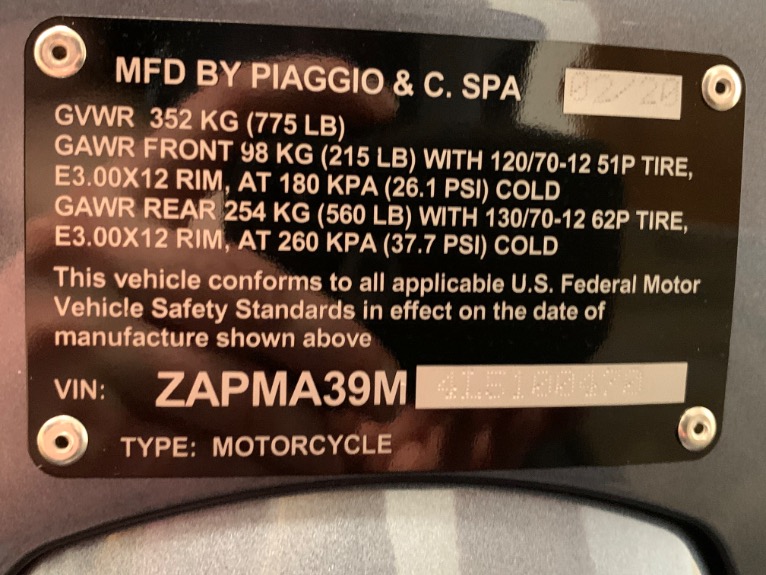 MFD BY PIAGGIO & C. SPA 02/20
GVWR 352 KG (775 LB)
GAWR FRONT 98 KG (215 LB) WITH 120/70-12 51P TIRE,
E3.00X12 RIM, AT 180 KPA (26.1 PSI) COLD
GAWR REAR 254 KG (560 LB) WITH 130/70-12 62P TIRE,
E3.00X12 RIM, AT 260 KPA (37.7 PSI) COLD
This vehicle conforms to all applicable U.S. Federal Motor
Vehicle Safety Standards in effect on the date of
manufacture shown above
VIN: ZAPMA39M
TYPE: MOTORCYCLE